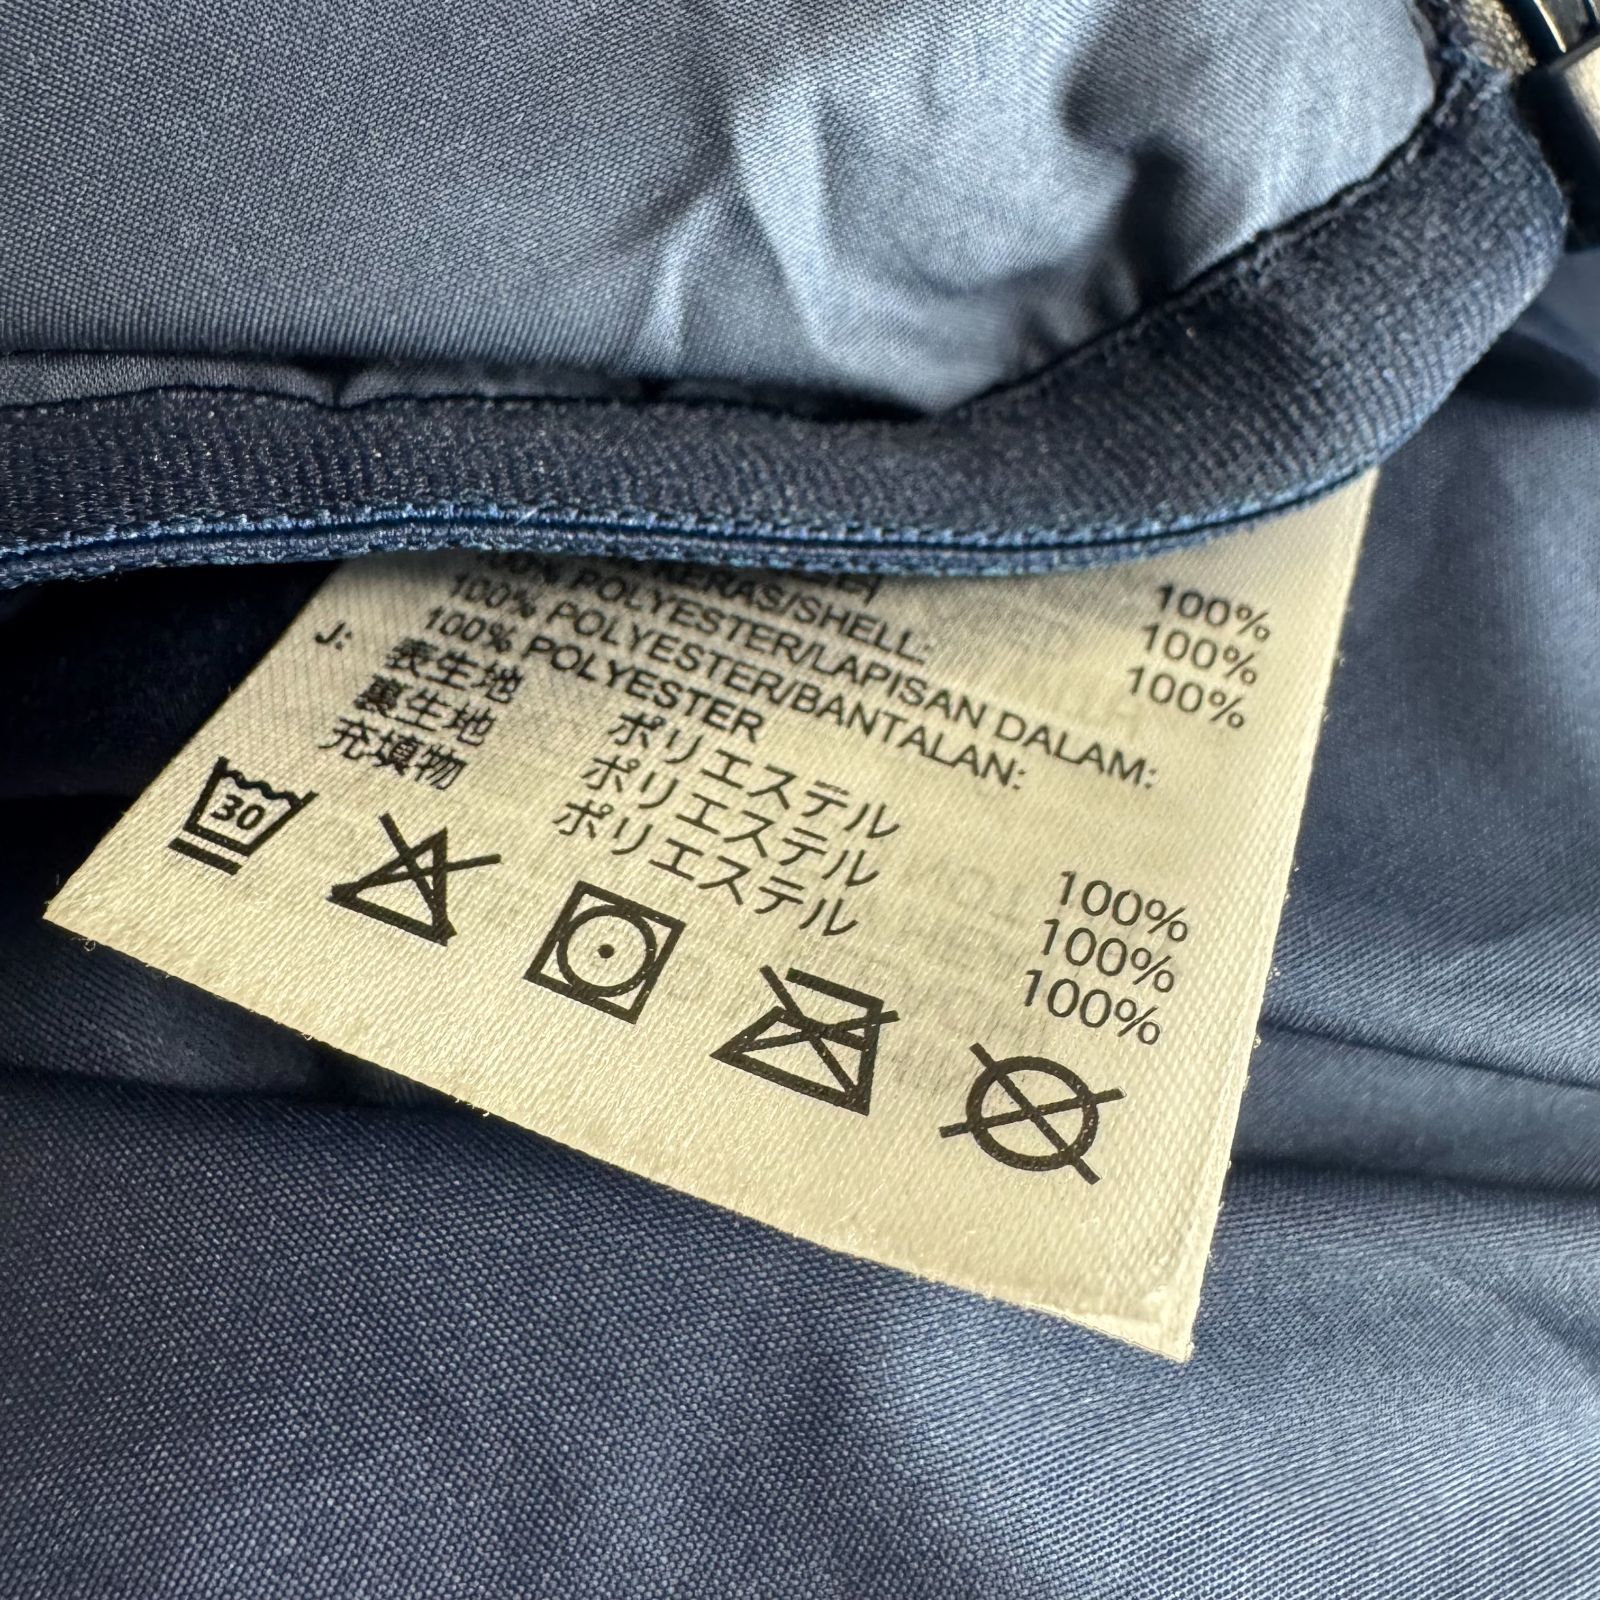 KERAS/SHELL:
100% POLYESTER/LAPISAN DALAM:
100% POLYESTER/BANTALAN:
100% POLYESTER
100%
100%
100%
J:
表生地 ポリエステル 100%
裏生地 ポリエステル 100%
充填物 ポリエステル 100%
30